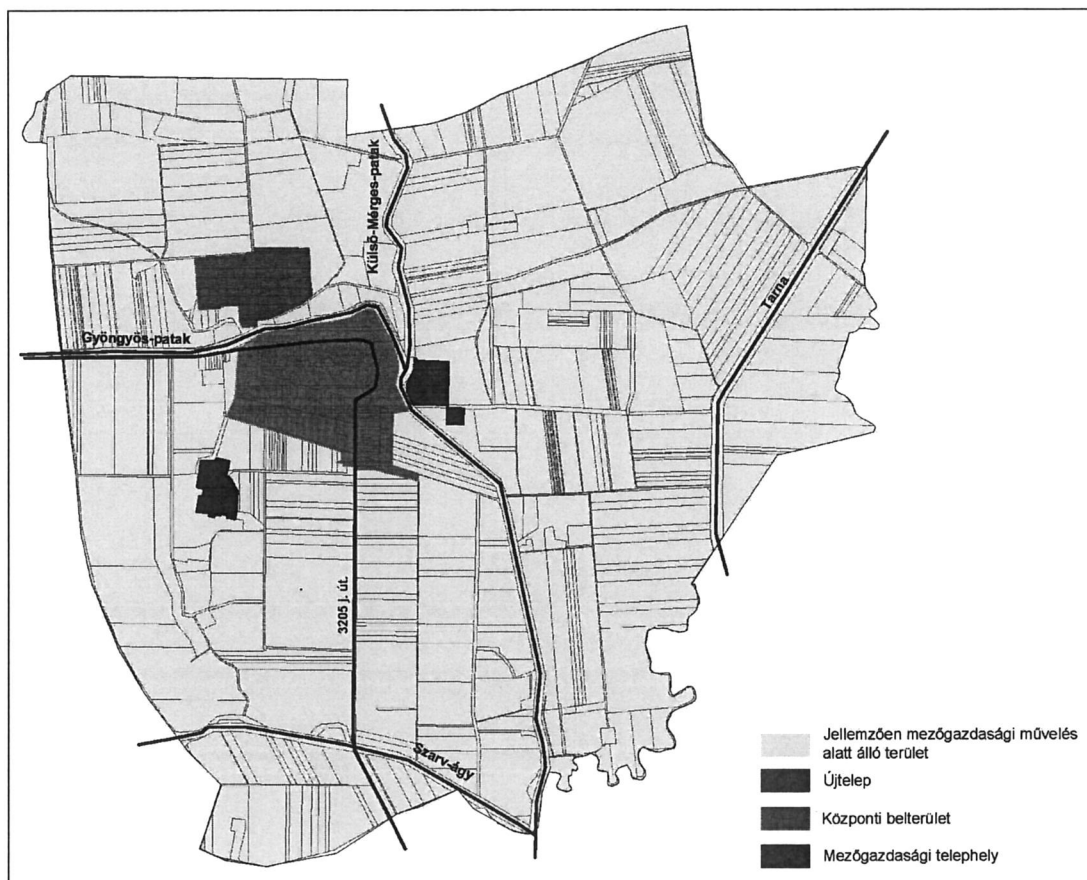 Külső-Mérges-patak
Tarna
Gyöngyös-patak
3205 j. út.
Szarv-ágy
Jellemzően mezőgazdasági művelés
alatt álló terület
Újtelep
Központi belterület
Mezőgazdasági telephely